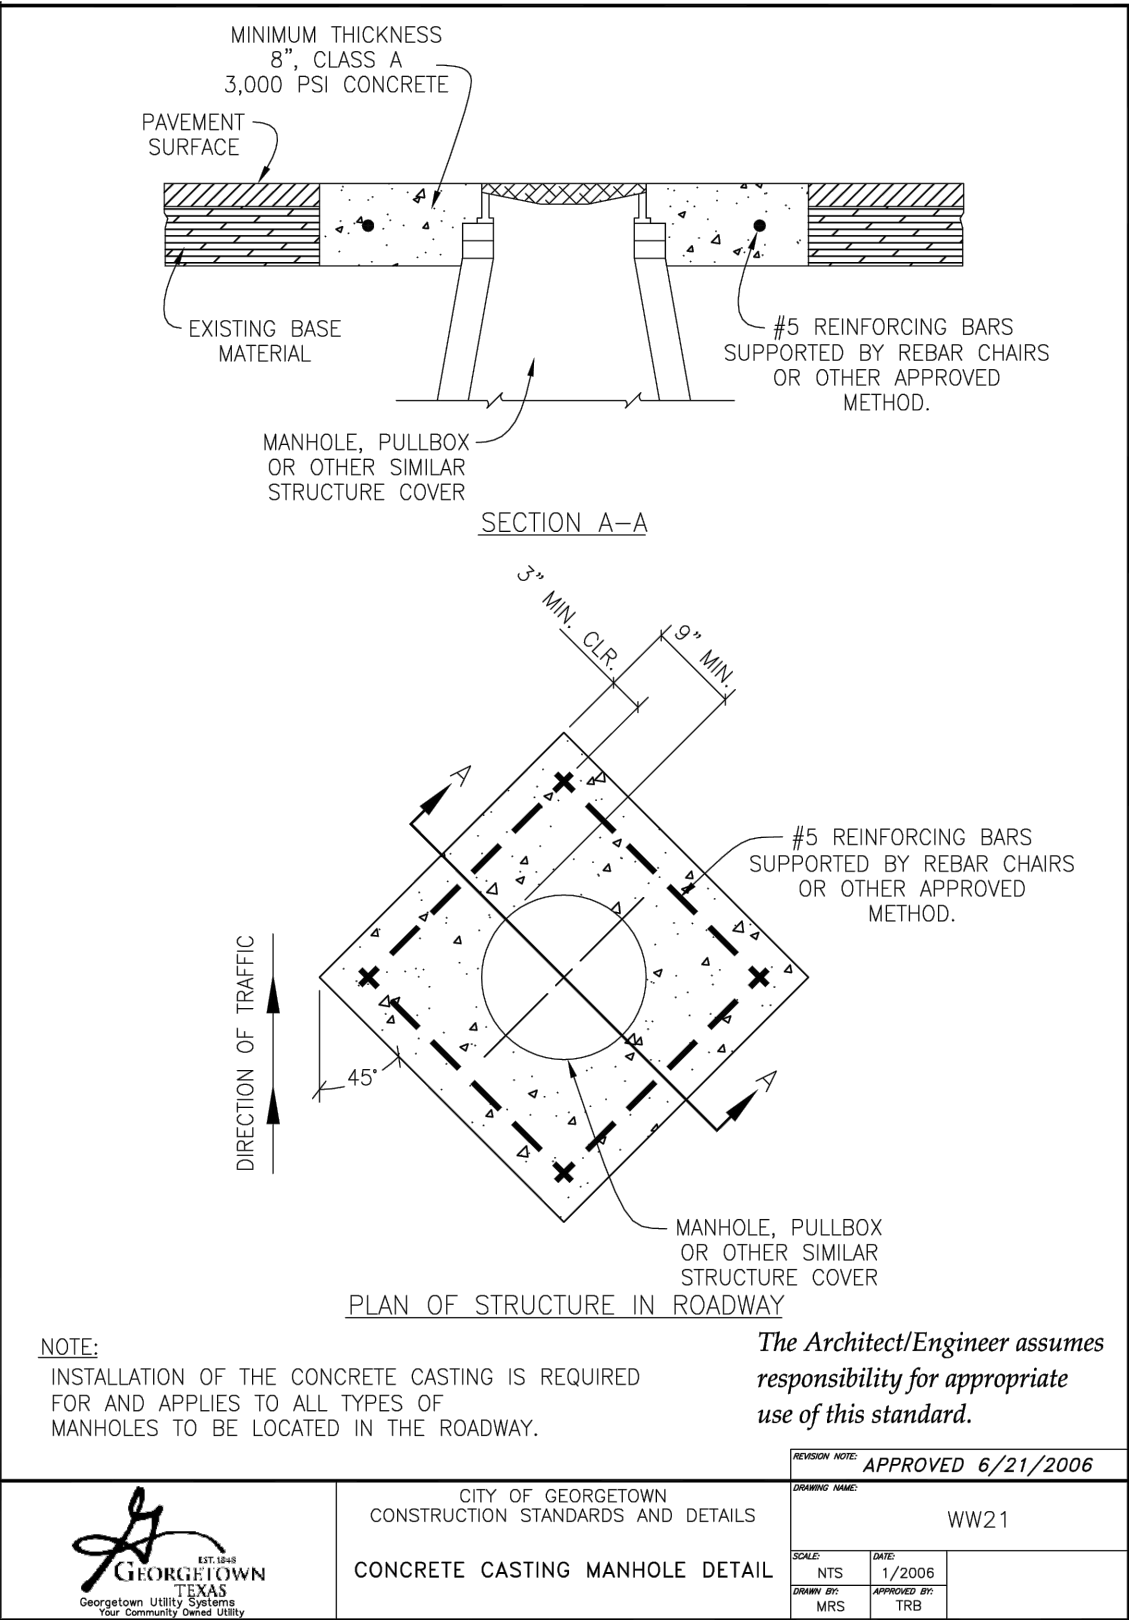 MINIMUM THICKNESS
8”, CLASS A
3,000 PSI CONCRETE
PAVEMENT
SURFACE
EXISTING BASE
MATERIAL
#5 REINFORCING BARS
SUPPORTED BY REBAR CHAIRS
OR OTHER APPROVED
METHOD.
MANHOLE, PULLBOX
OR OTHER SIMILAR
STRUCTURE COVER
SECTION A–A
3” MIN. CLR.
9” MIN.
A
#5 REINFORCING BARS
SUPPORTED BY REBAR CHAIRS
OR OTHER APPROVED
METHOD.
DIRECTION OF TRAFFIC
45°
A
MANHOLE, PULLBOX
OR OTHER SIMILAR
STRUCTURE COVER
PLAN OF STRUCTURE IN ROADWAY
NOTE:
INSTALLATION OF THE CONCRETE CASTING IS REQUIRED
FOR AND APPLIES TO ALL TYPES OF
MANHOLES TO BE LOCATED IN THE ROADWAY.
The Architect/Engineer assumes
responsibility for appropriate
use of this standard.
REVISION NOTE: APPROVED 6/21/2006
EST. 1848
GEORGETOWN
TEXAS
Georgetown Utility Systems
Your Community Owned Utility
CITY OF GEORGETOWN
CONSTRUCTION STANDARDS AND DETAILS
CONCRETE CASTING MANHOLE DETAIL
DRAWING NAME:
WW21
SCALE:
NTS
DATE:
1/2006
DRAWN BY:
MRS
APPROVED BY:
TRB